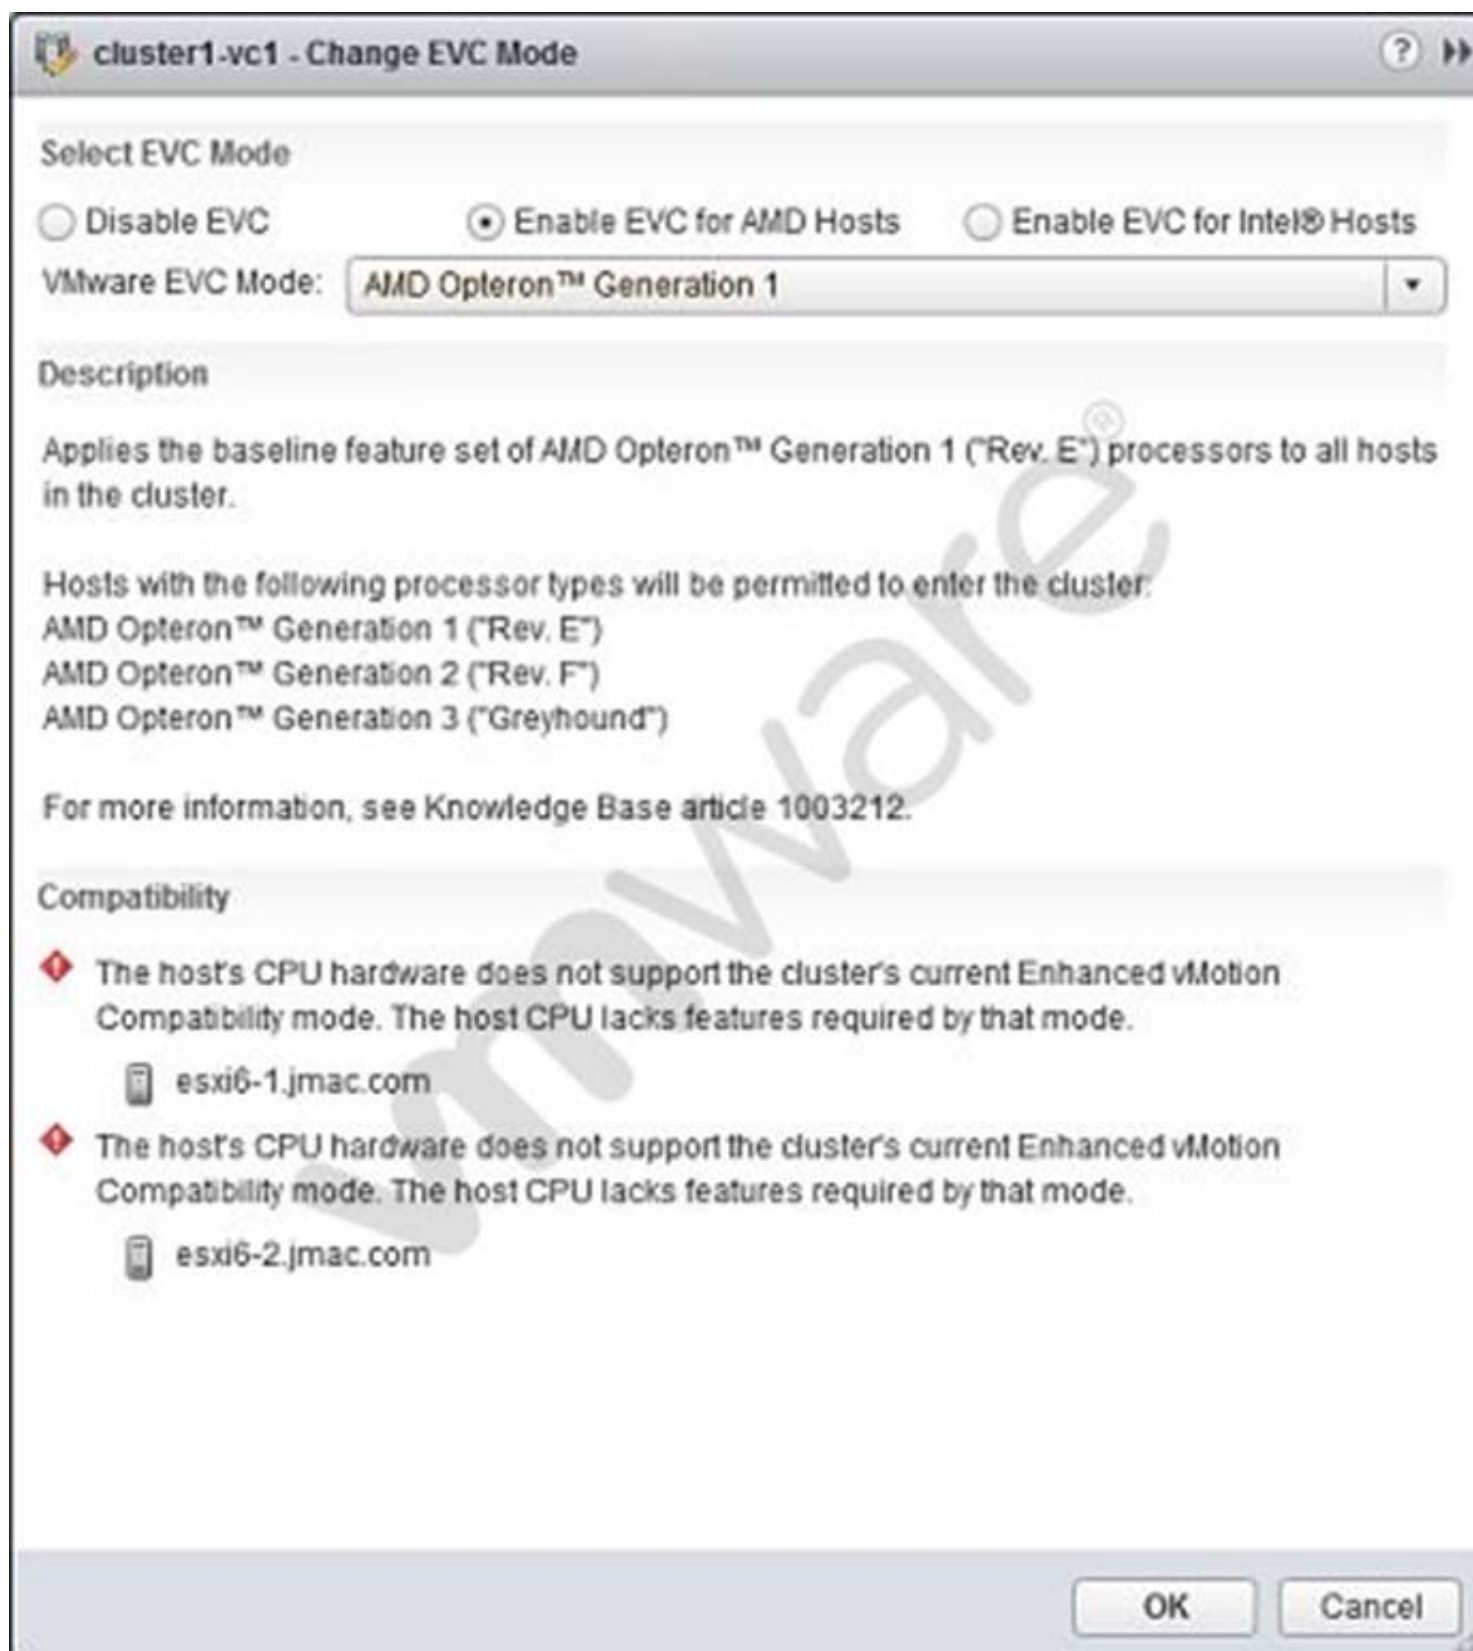 cluster1-vc1 - Change EVC Mode
?
Select EVC Mode
Disable EVC
Enable EVC for AMD Hosts
Enable EVC for Intel® Hosts
VMware EVC Mode:
AMD Opteron™ Generation 1
Description
Applies the baseline feature set of AMD Opteron™ Generation 1 ("Rev. E") processors to all hosts
in the cluster.
Hosts with the following processor types will be permitted to enter the cluster:
AMD Opteron™ Generation 1 ("Rev. E")
AMD Opteron™ Generation 2 ("Rev. F")
AMD Opteron™ Generation 3 ("Greyhound")
For more information, see Knowledge Base article 1003212.
Compatibility
The host's CPU hardware does not support the cluster's current Enhanced vMotion
Compatibility mode. The host CPU lacks features required by that mode.
esxi6-1.jmac.com
The host's CPU hardware does not support the cluster's current Enhanced vMotion
Compatibility mode. The host CPU lacks features required by that mode.
esxi6-2.jmac.com
vmware®
OK
Cancel